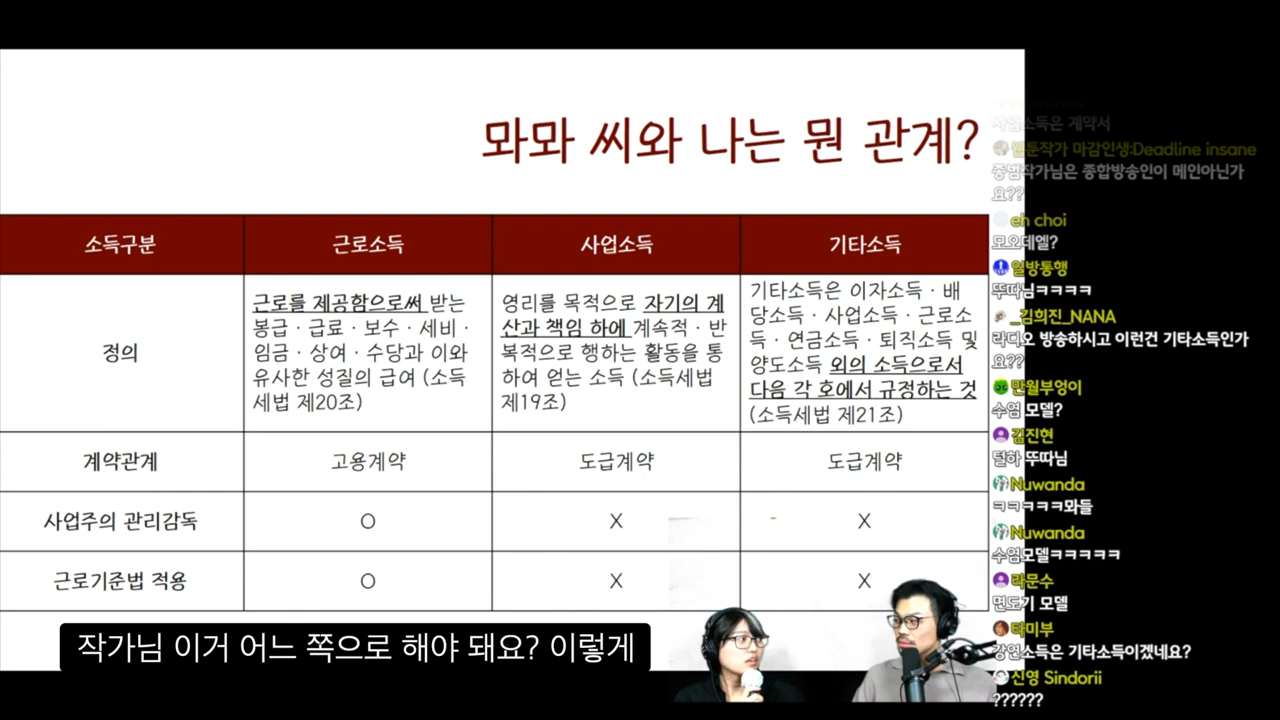 뫄뫄 씨와 나는 뭔 관계?
소득구분
근로소득
사업소득
기타소득
정의
근로를 제공함으로써 받는
봉급 · 급료 · 보수 · 세비 ·
임금 · 상여 · 수당과 이와
유사한 성질의 급여 (소득
세법 제20조)
영리를 목적으로 자기의 계
산과 책임 하에 계속적 · 반
복적으로 행하는 활동을 통
하여 얻는 소득 (소득세법
제19조)
기타소득은 이자소득 · 배
당소득 · 사업소득 · 근로소
득 · 연금소득 · 퇴직소득 및
양도소득 외의 소득으로서
다음 각 호에서 규정하는 것
(소득세법 제21조)
계약관계
고용계약
도급계약
도급계약
사업주의 관리감독
O
X
X
근로기준법 적용
O
X
X
작가님 이거 어느 쪽으로 해야 돼요? 이렇게
사업소득은 계약서
웹툰작가 마감인생:Deadline insane
종범작가님은 종합방송인이 메인아닌가
요??
eh choi
모오데엘?
일방통행
뚜따님ㅋㅋㅋㅋ
_김희진_NANA
라디오 방송하시고 이런건 기타소득인가
요??
만월부엉이
수염 모델?
김진현
털하 뚜따님
Nuwanda
ㅋㅋㅋㅋㅋ뫄들
Nuwanda
수염모델ㅋㅋㅋㅋㅋ
라문수
면도기 모델
타미부
강연소득은 기타소득이겠네요?
신영 Sindorii
??????